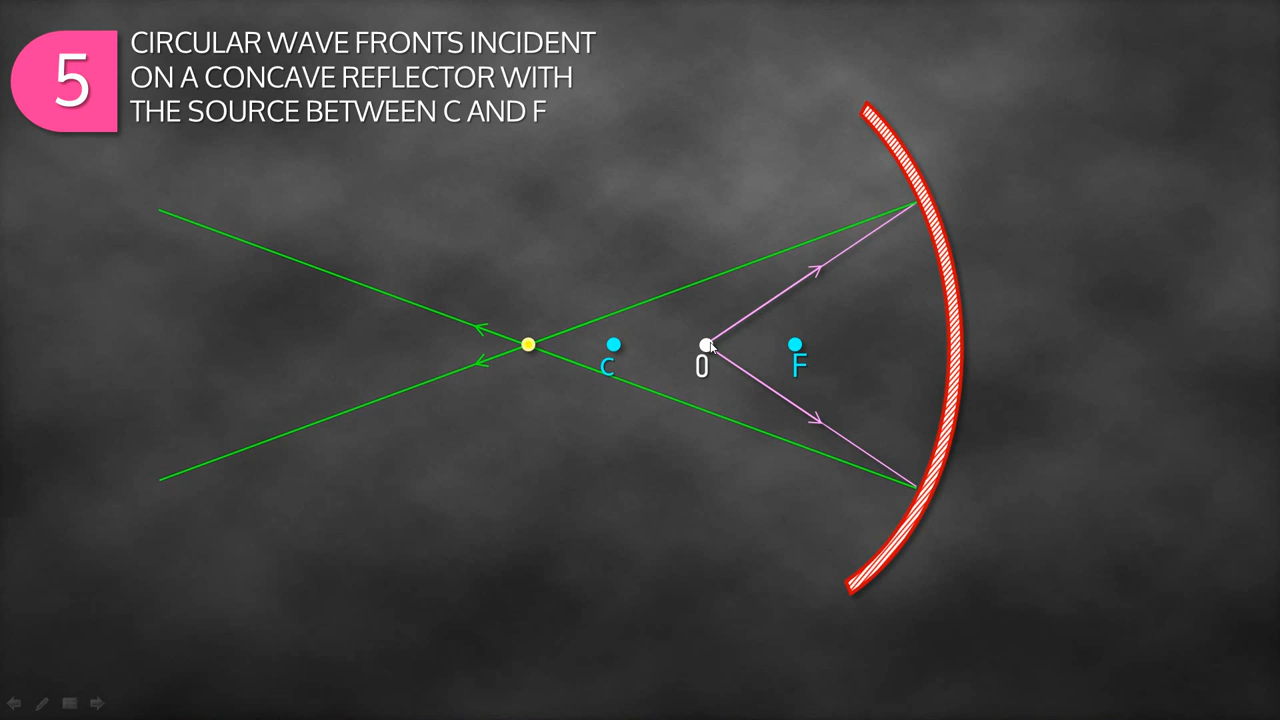 5
CIRCULAR WAVE FRONTS INCIDENT
ON A CONCAVE REFLECTOR WITH
THE SOURCE BETWEEN C AND F
C
O
F